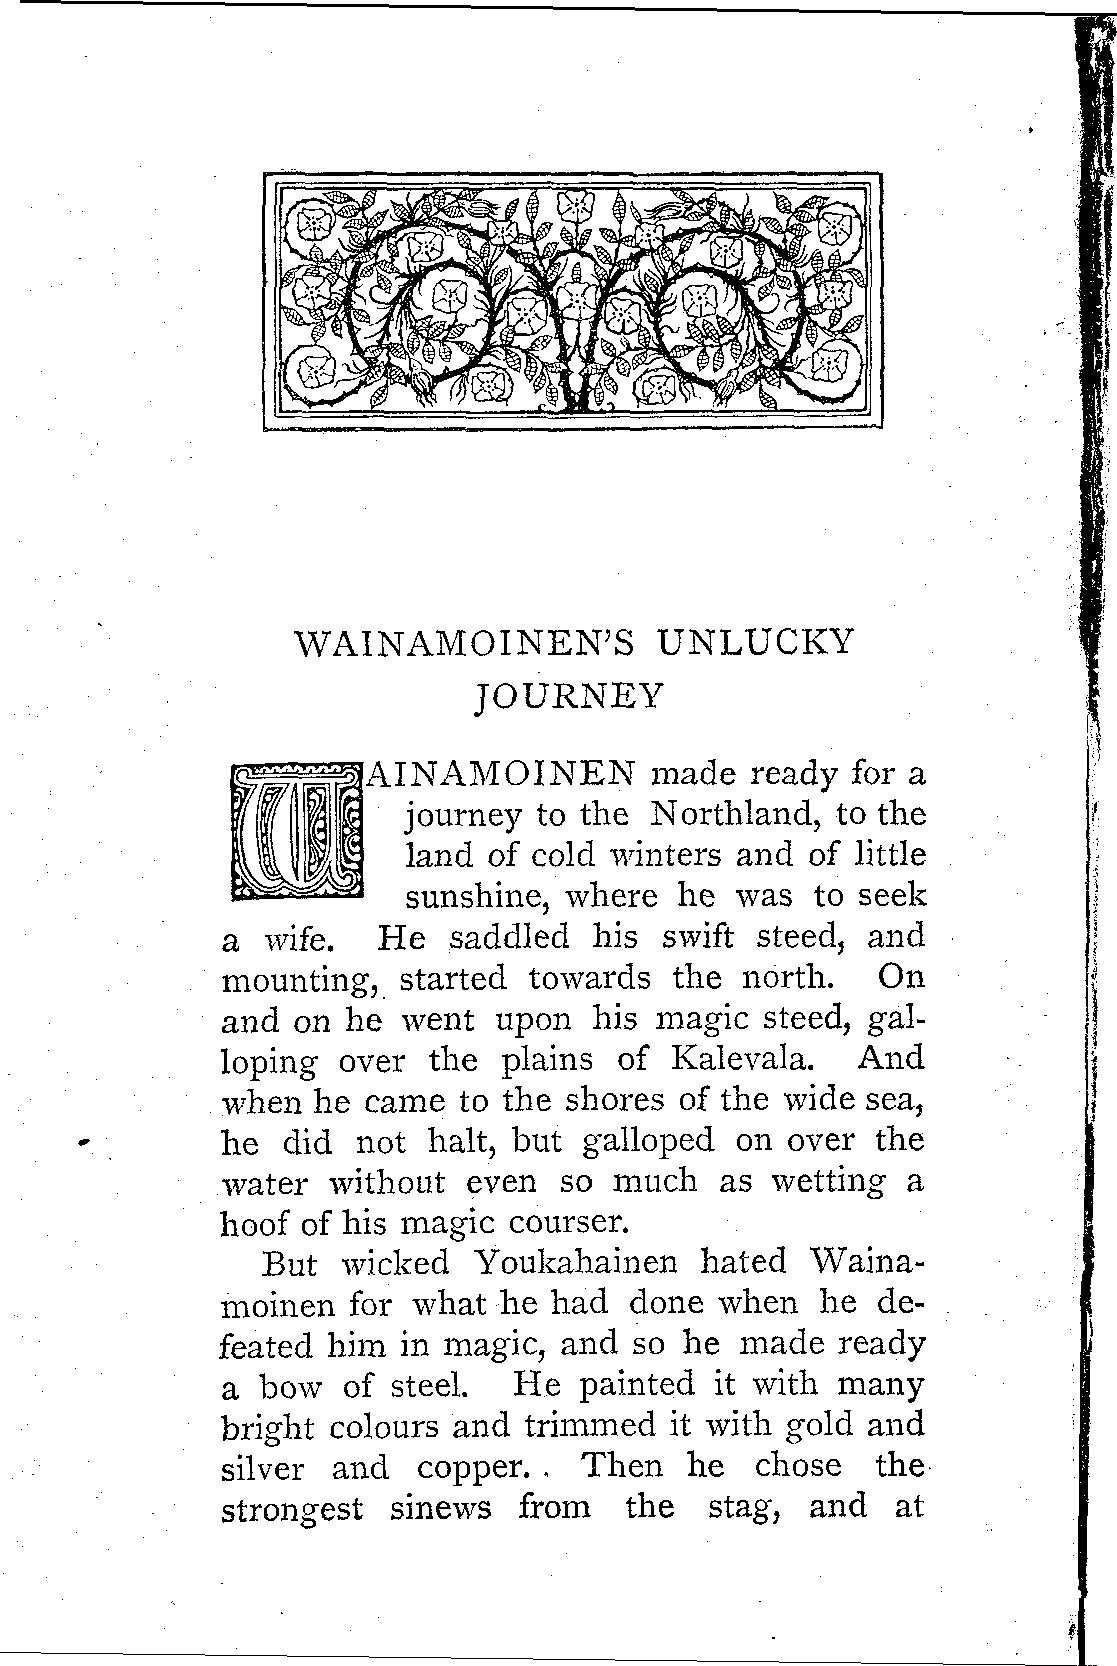 WAINAMOINEN'S UNLUCKY
JOURNEY
WAINAMOINEN made ready for a
journey to the Northland, to the
land of cold winters and of little
sunshine, where he was to seek
a wife. He saddled his swift steed, and
mounting, started towards the north. On
and on he went upon his magic steed, gal-
loping over the plains of Kalevala. And
when he came to the shores of the wide sea,
he did not halt, but galloped on over the
water without even so much as wetting a
hoof of his magic courser.
But wicked Youkahainen hated Waina-
moinen for what he had done when he de-
feated him in magic, and so he made ready
a bow of steel. He painted it with many
bright colours and trimmed it with gold and
silver and copper. Then he chose the
strongest sinews from the stag, and at